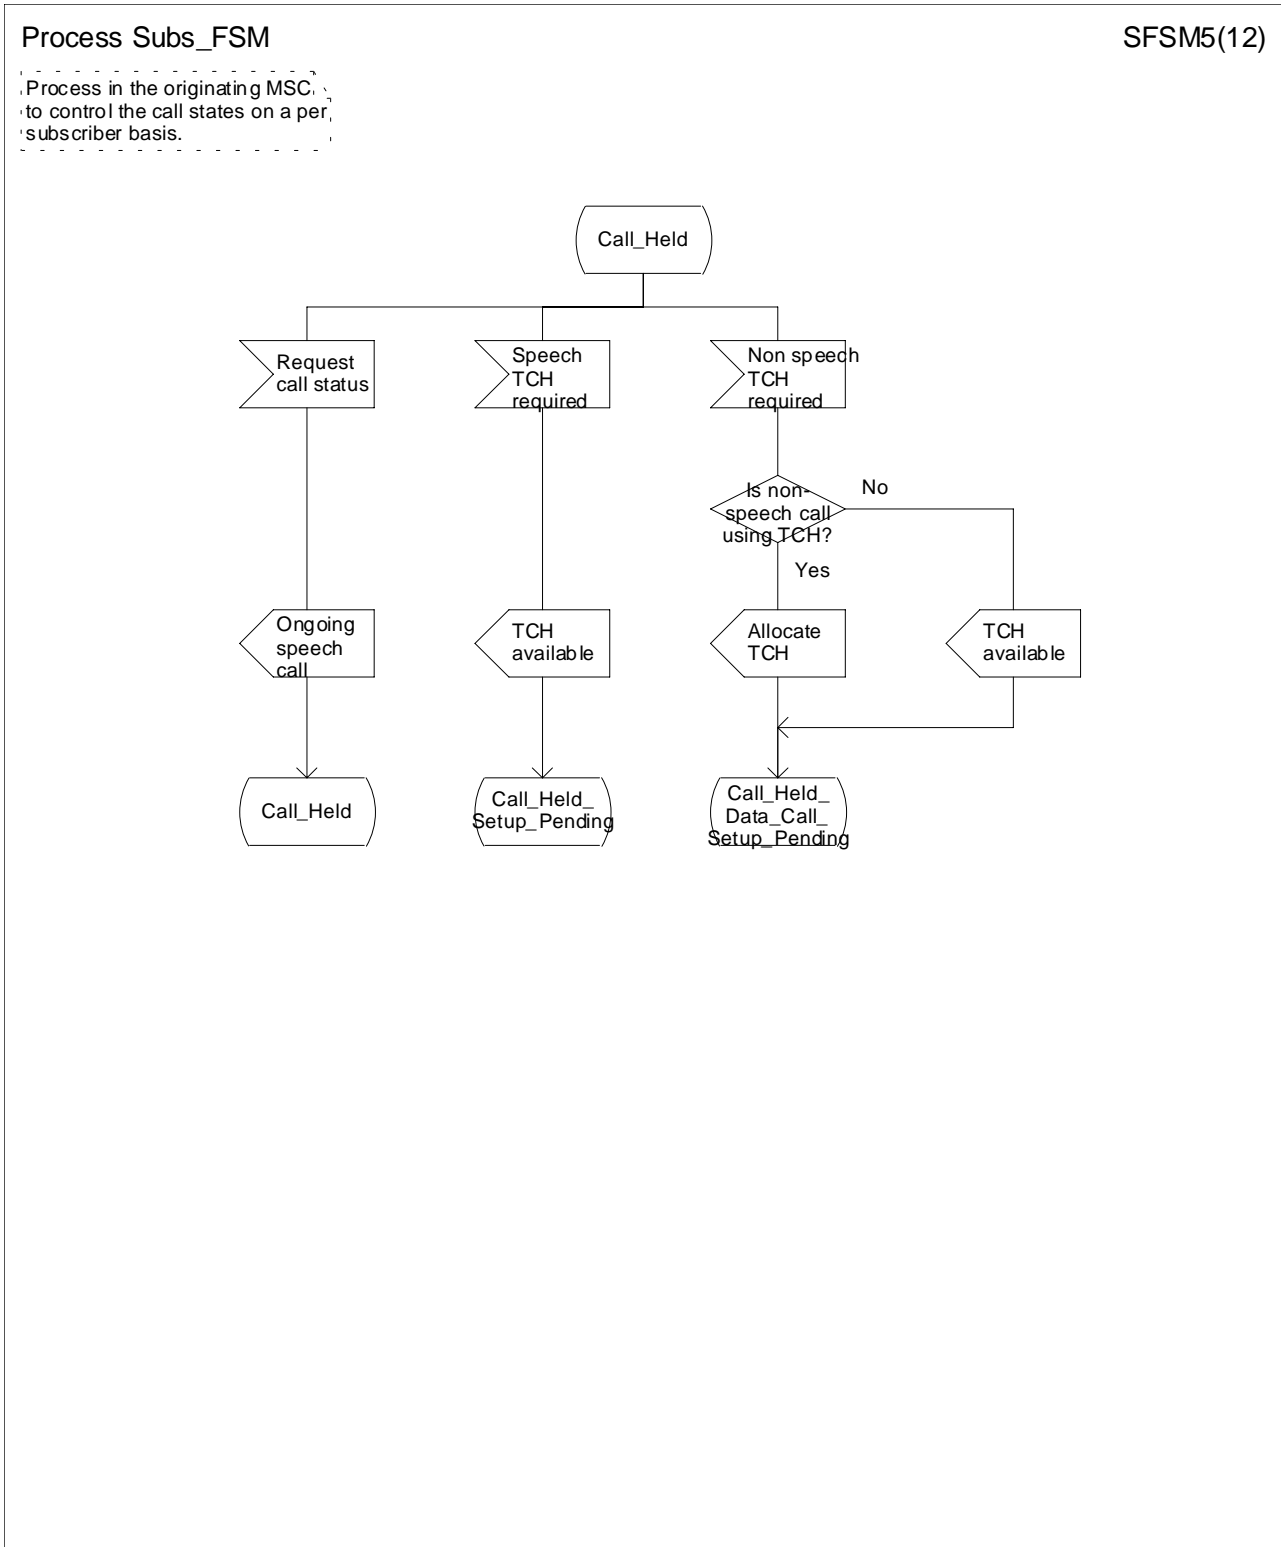 Process Subs_FSM
SFSM5(12)
Process in the originating MSC
to control the call states on a per
subscriber basis.
Call_Held
Request
call status
Speech
TCH
required
Non speech
TCH
required
Is non-
speech call
using TCH?
No
Yes
Ongoing
speech
call
TCH
available
Allocate
TCH
TCH
available
Call_Held
Call_Held_
Setup_Pending
Call_Held_
Data_Call_
Setup_Pending